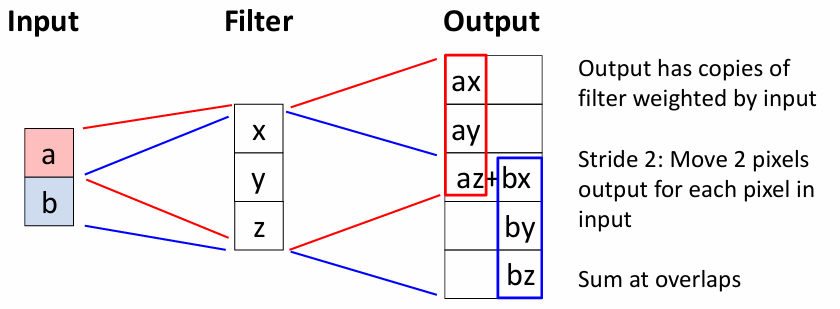 Input
Filter
Output
a
b
x
y
z
ax
ay
az+bx
by
bz
Output has copies of
filter weighted by input
Stride 2: Move 2 pixels
output for each pixel in
input
Sum at overlaps